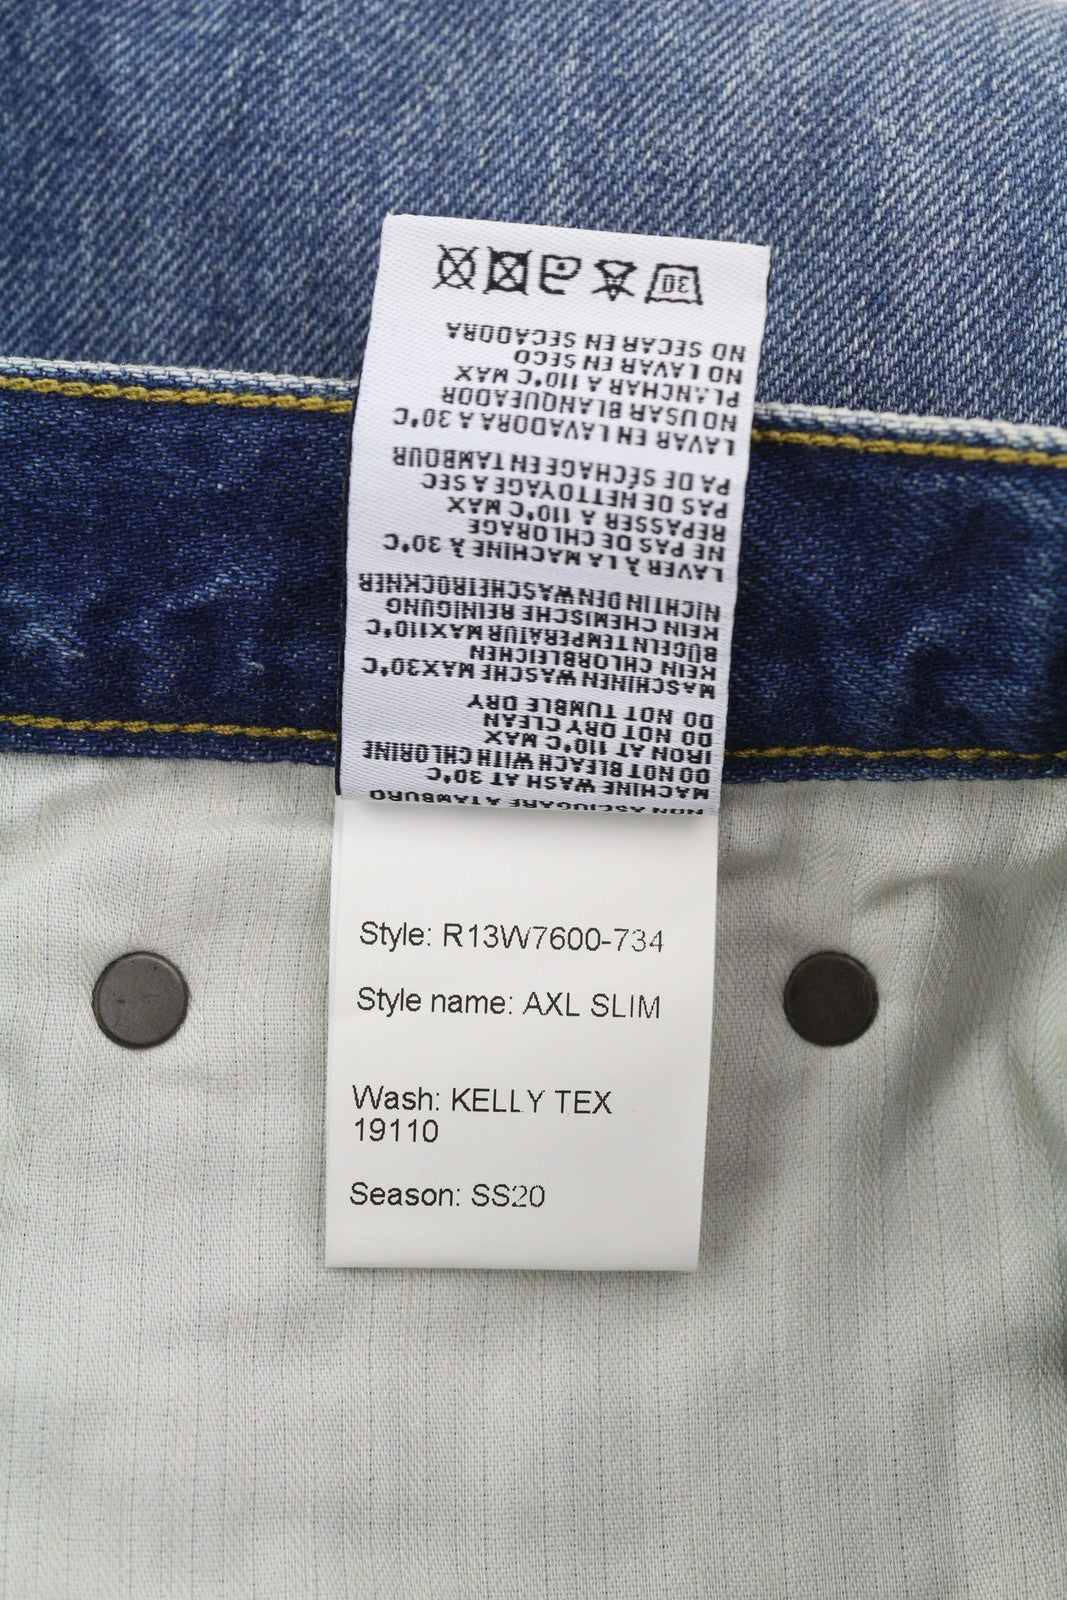 NON ASCIUGARE A TAMBURO
MACHINE WASH AT 30°C
DO NOT BLEACH WITH CHLORINE
IRON AT 110°C MAX
DO NOT DRY CLEAN
DO NOT TUMBLE DRY
MASCHINEN WASCHE MAX30°C
KEIN CHLORBLEICHEN
BÜGELN TEMPERATUR MAX110°C
KEIN CHEMISCHE REINIGUNG
NICHT IN DEN WASCHETROCKNER
LAVER À LA MACHINE À 30°C
NE PAS DE CHLORAGE
REPASSER A 110°C MAX
PAS DE NETTOYAGE A SEC
PA DE SÉCHAGE EN TAMBOUR
LAVAR EN LAVADORA A 30°C
NO USAR BLANQUEADOR
PLANCHAR A 110°C MAX
NO LAVAR EN SECO
NO SECAR EN SECADORA
30
Style: R13W7600-734
Style name: AXL SLIM
Wash: KELLY TEX
19110
Season: SS20